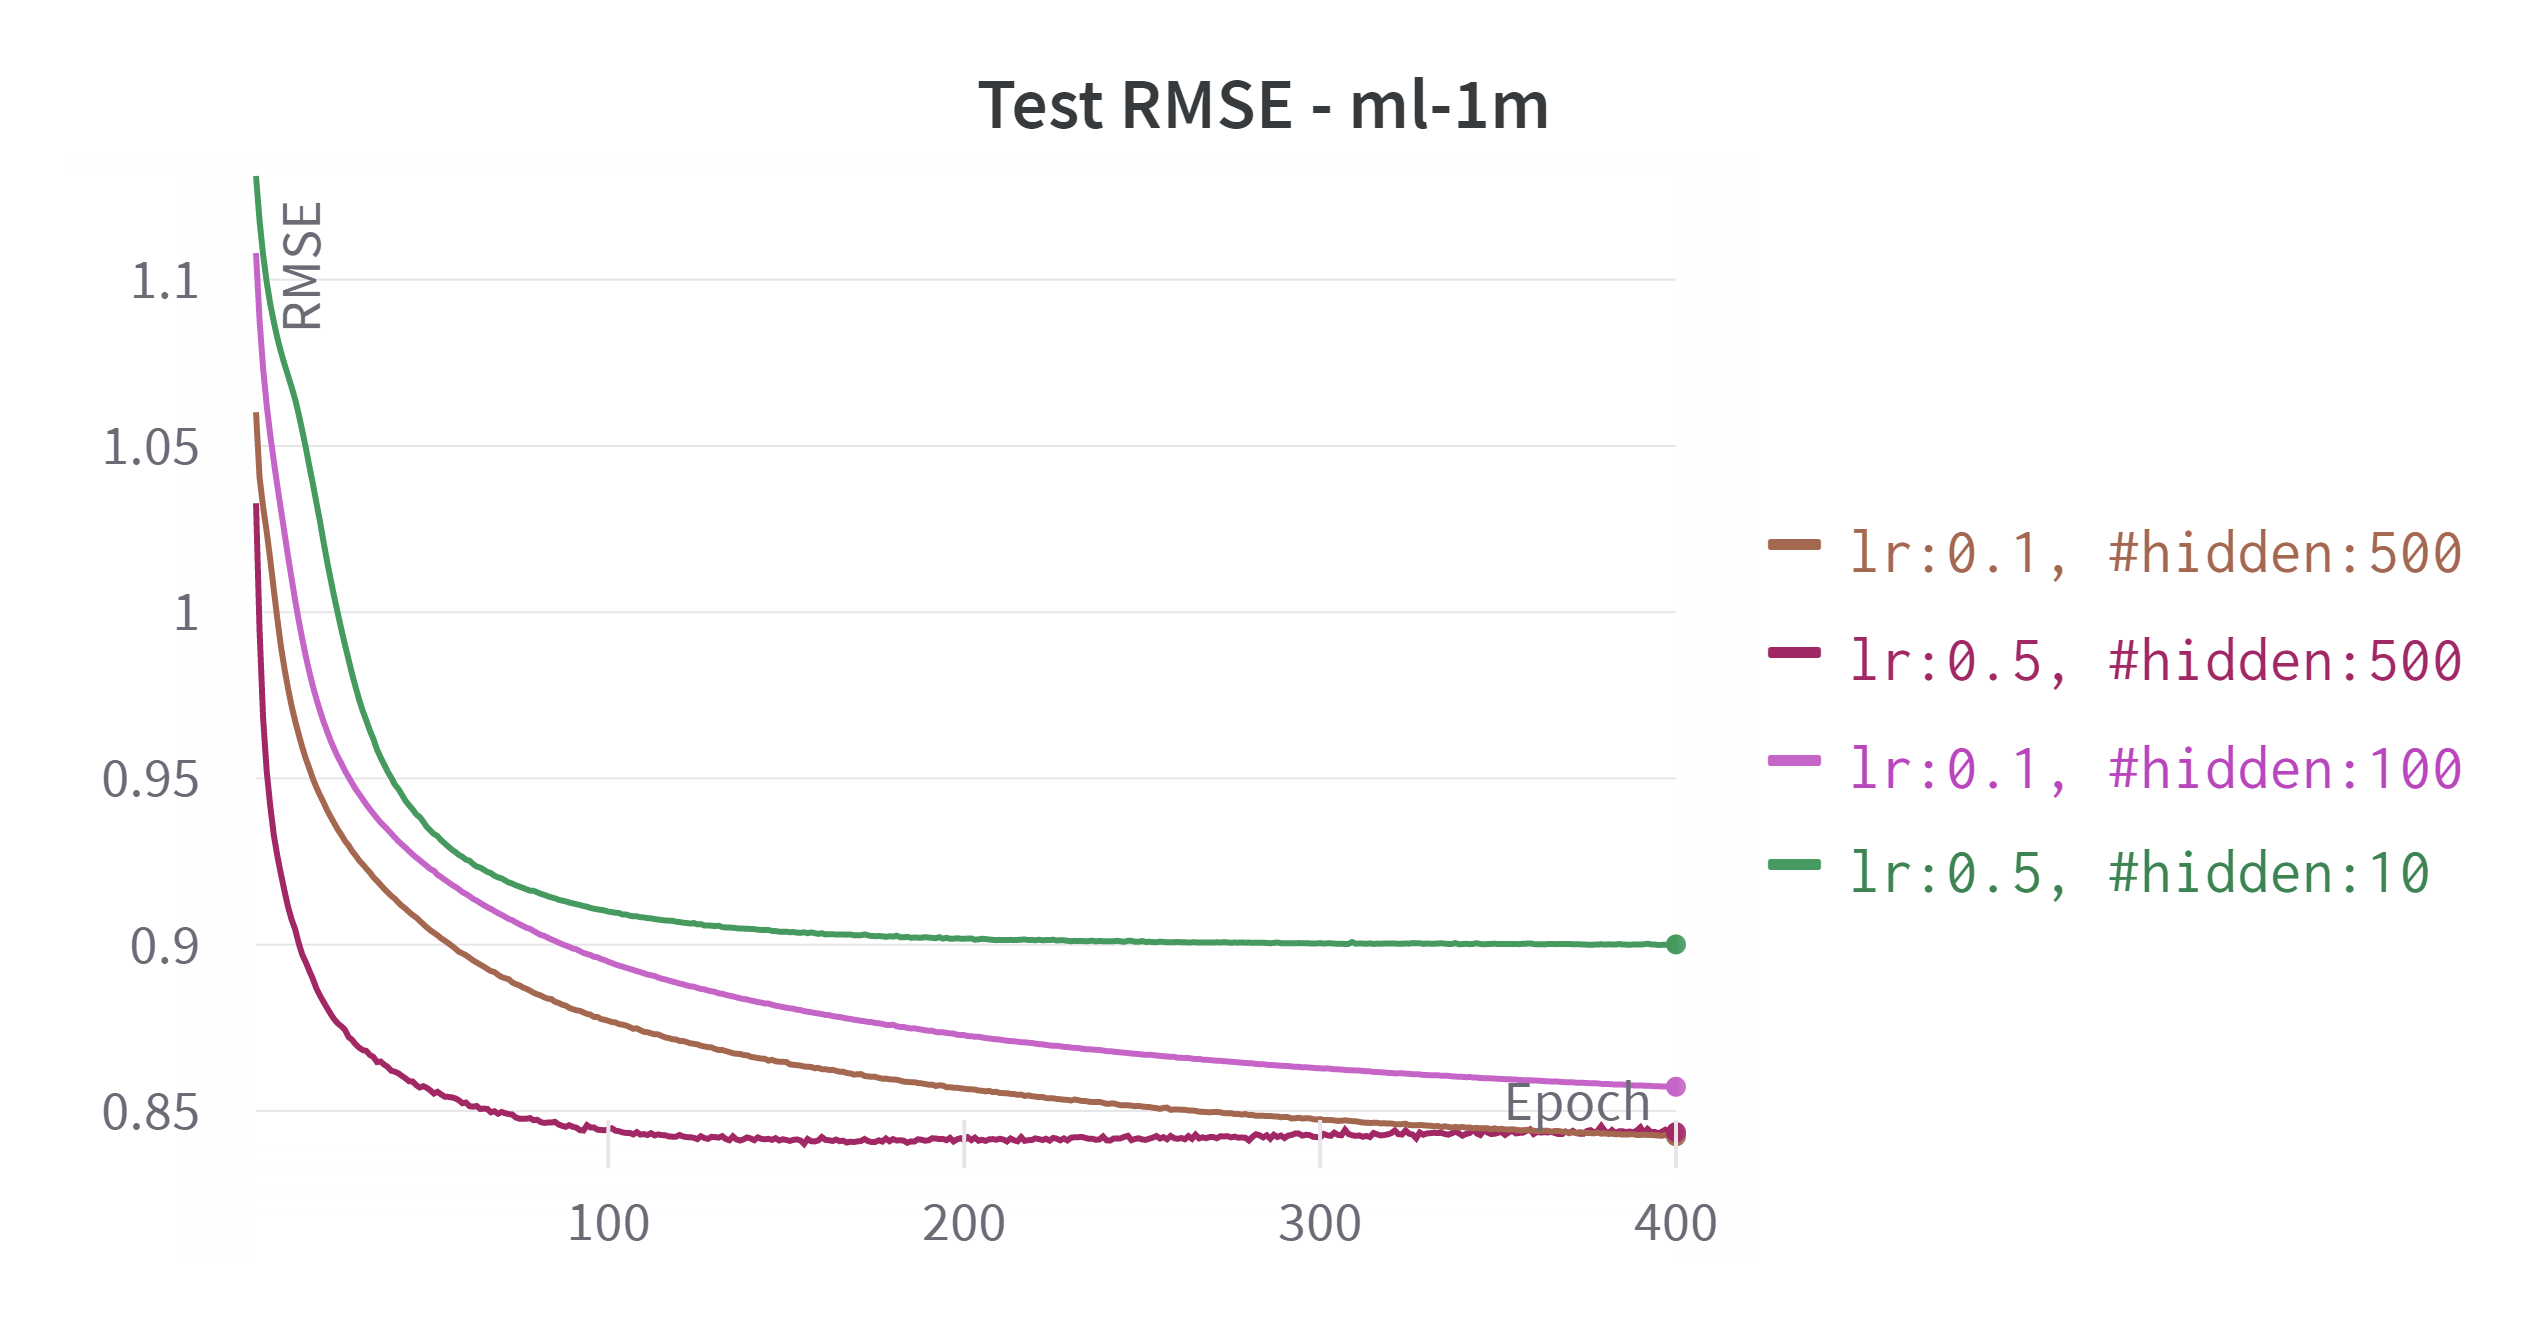 Test RMSE - ml-1m
RMSE
1.1
1.05
1
0.95
0.9
0.85
Epoch
100
200
300
400
lr:0.1, #hidden:500
lr:0.5, #hidden:500
lr:0.1, #hidden:100
lr:0.5, #hidden:10